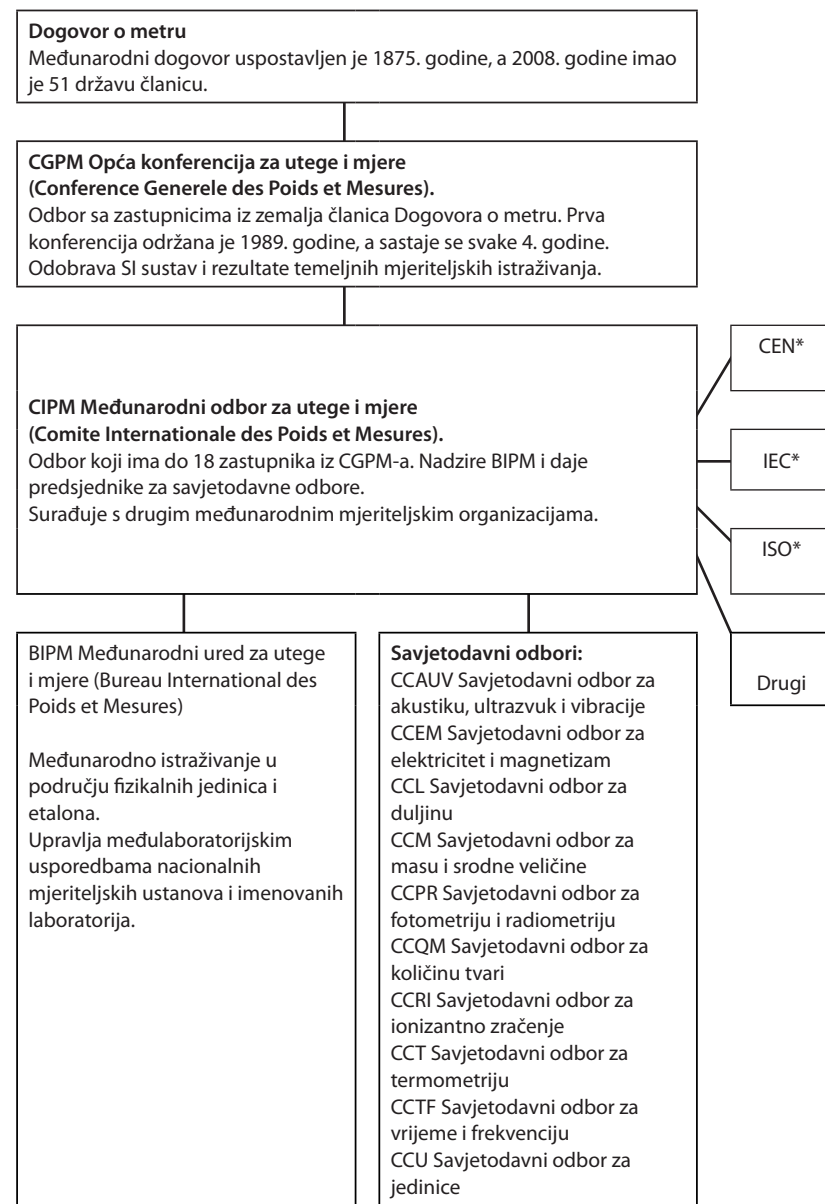 Dogovor o metru
Međunarodni dogovor uspostavljen je 1875. godine, a 2008. godine imao
je 51 državu članicu.
CGPM Opća konferencija za utege i mjere
(Conference Generele des Poids et Mesures).
Odbor sa zastupnicima iz zemalja članica Dogovora o metru. Prva
konferencija održana je 1989. godine, a sastaje se svake 4. godine.
Odobrava SI sustav i rezultate temeljnih mjeriteljskih istraživanja.
CIPM Međunarodni odbor za utege i mjere
(Comite Internationale des Poids et Mesures).
Odbor koji ima do 18 zastupnika iz CGPM-a. Nadzire BIPM i daje
predsjednike za savjetodavne odbore.
Surađuje s drugim međunarodnim mjeriteljskim organizacijama.
CEN*
IEC*
ISO*
Drugi
BIPM Međunarodni ured za utege
i mjere (Bureau International des
Poids et Mesures)
Međunarodno istraživanje u
području fizikalnih jedinica i
etalona.
Upravlja međulaboratorijskim
usporedbama nacionalnih
mjeriteljskih ustanova i imenovanih
laboratorija.
Savjetodavni odbori:
CCAUV Savjetodavni odbor za
akustiku, ultrazvuk i vibracije
CCEM Savjetodavni odbor za
elektricitet i magnetizam
CCL Savjetodavni odbor za
duljinu
CCM Savjetodavni odbor za
masu i srodne veličine
CCPR Savjetodavni odbor za
fotometriju i radiometriju
CCQM Savjetodavni odbor za
količinu tvari
CCRI Savjetodavni odbor za
ionizantno zračenje
CCT Savjetodavni odbor za
termometriju
CCTF Savjetodavni odbor za
vrijeme i frekvenciju
CCU Savjetodavni odbor za
jedinice